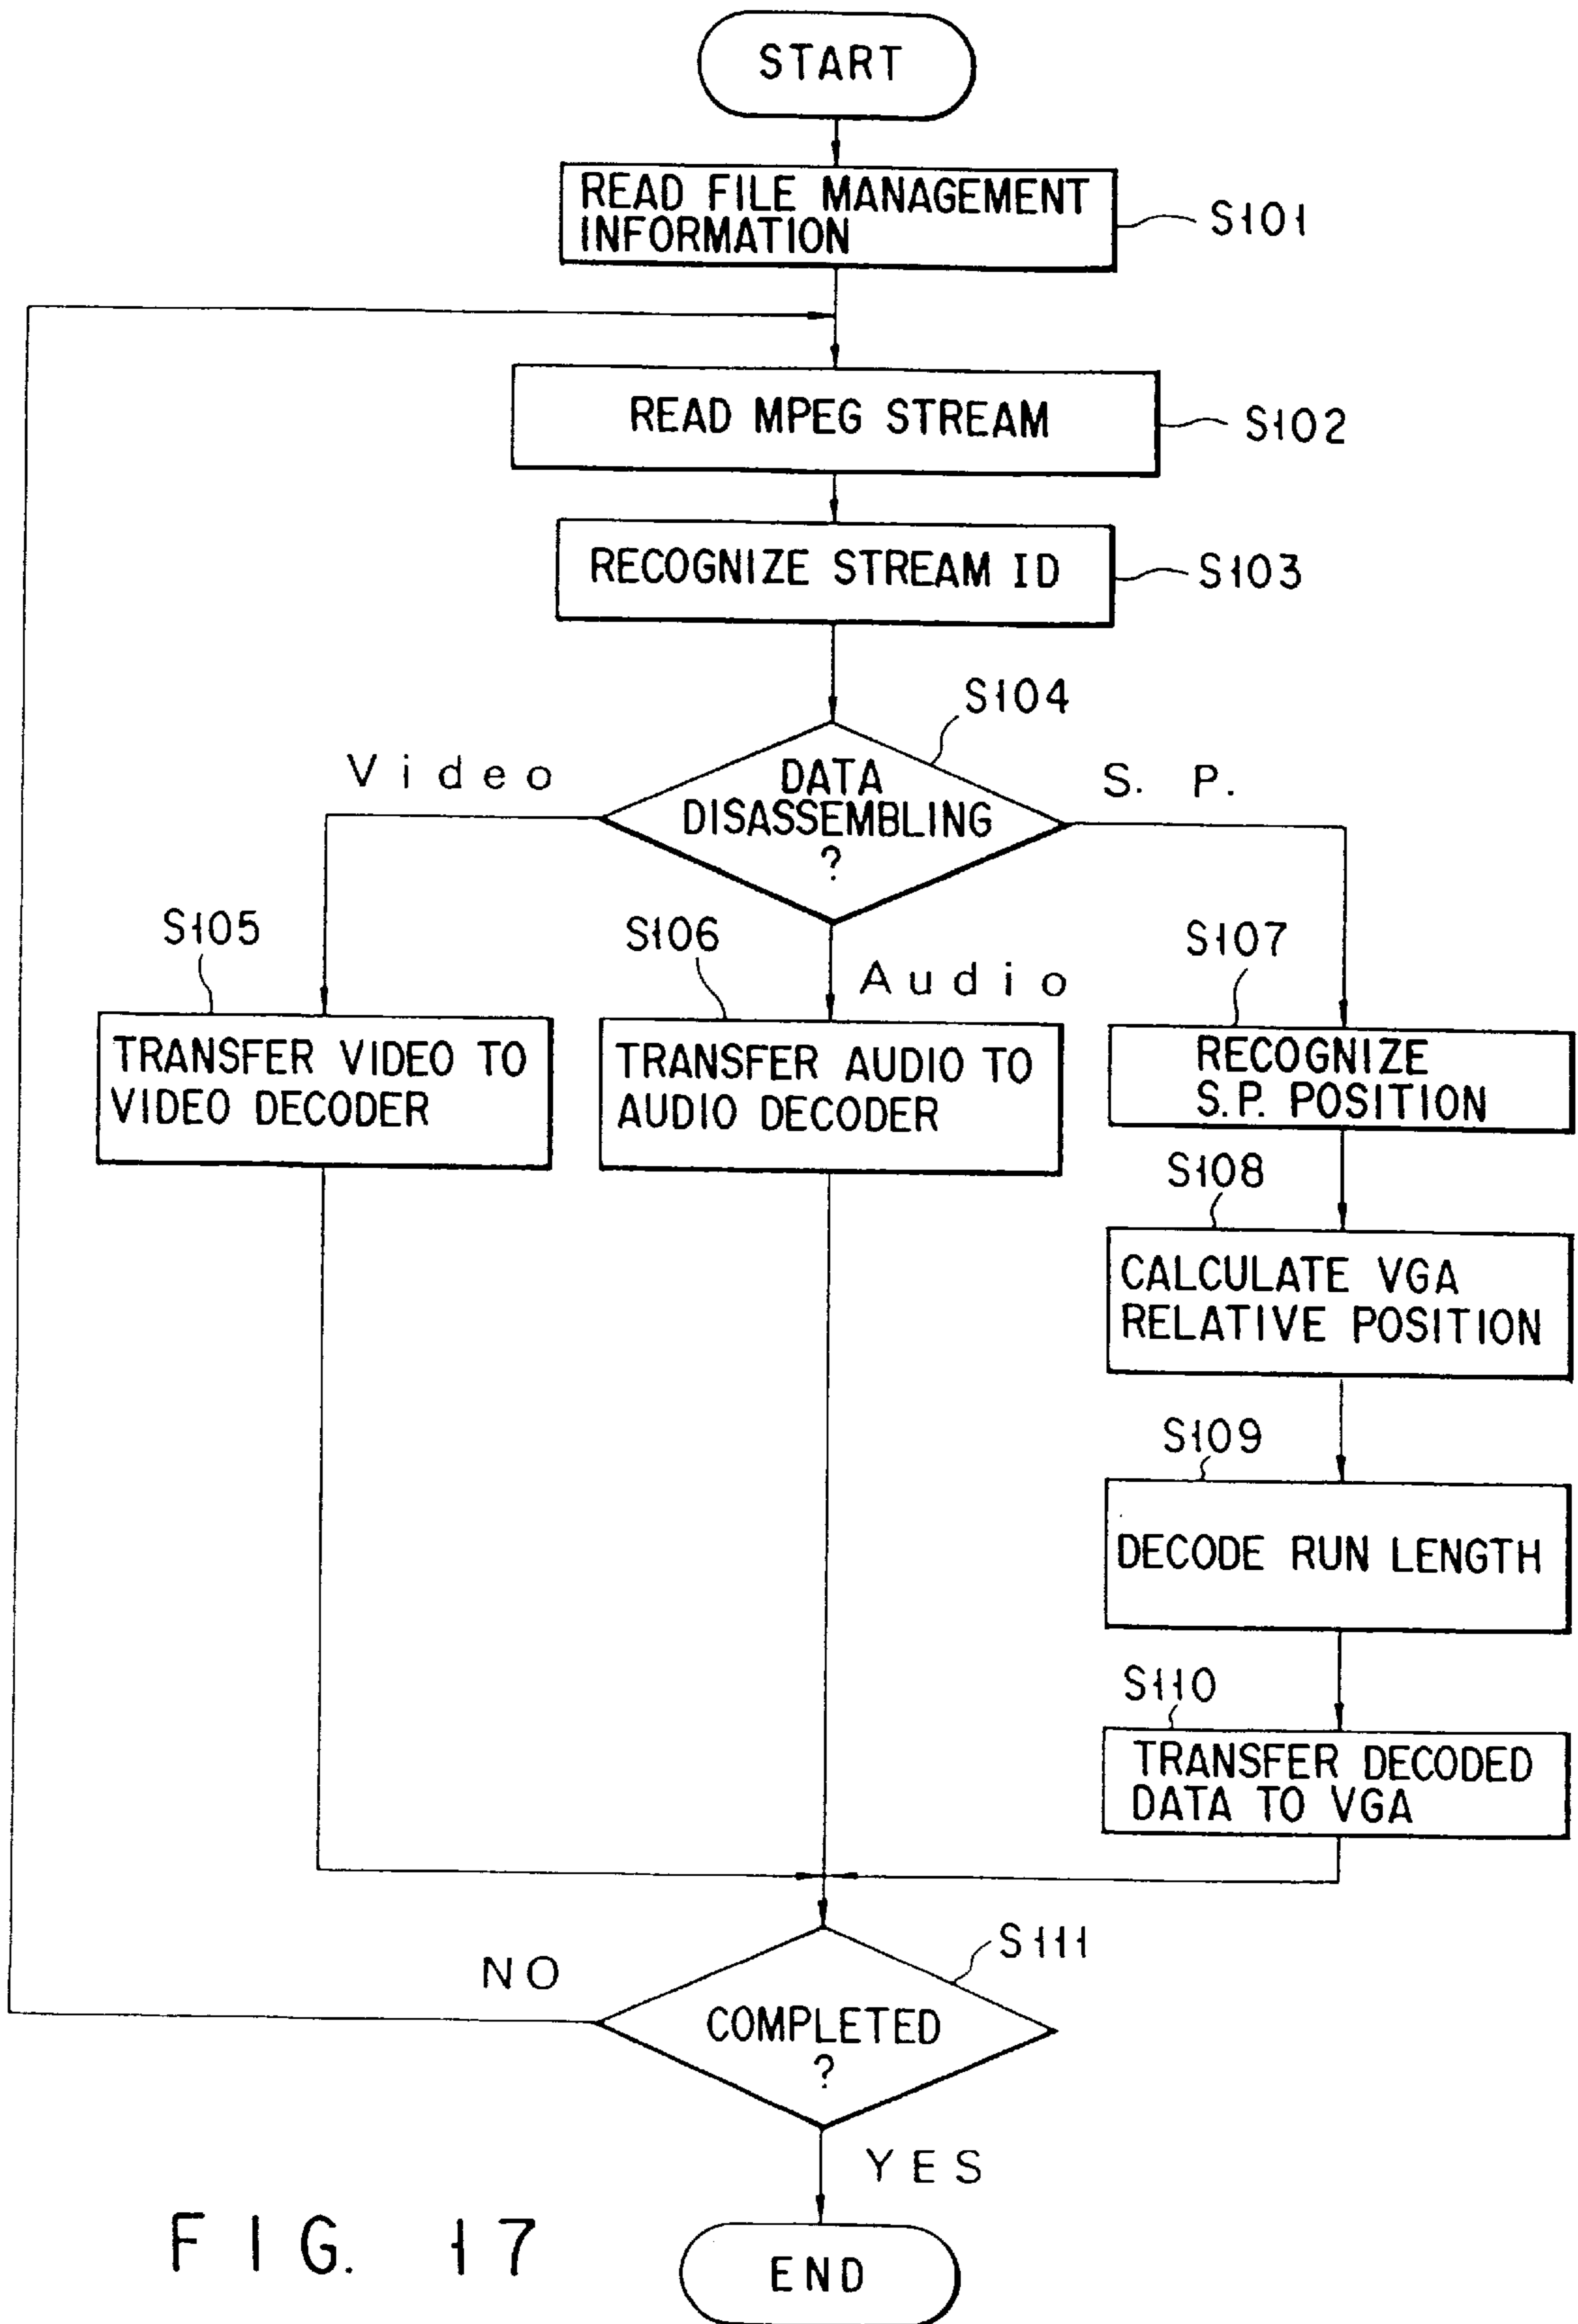 START
READ FILE MANAGEMENT
INFORMATION
S101
READ MPEG STREAM
S102
RECOGNIZE STREAM ID
S103
S104
DATA
DISASSEMBLING
?
Video
S. P.
Audio
S105
TRANSFER VIDEO TO
VIDEO DECODER
S106
TRANSFER AUDIO TO
AUDIO DECODER
S107
RECOGNIZE
S.P. POSITION
S108
CALCULATE VGA
RELATIVE POSITION
S109
DECODE RUN LENGTH
S110
TRANSFER DECODED
DATA TO VGA
S111
COMPLETED
?
NO
YES
END
FIG. 17